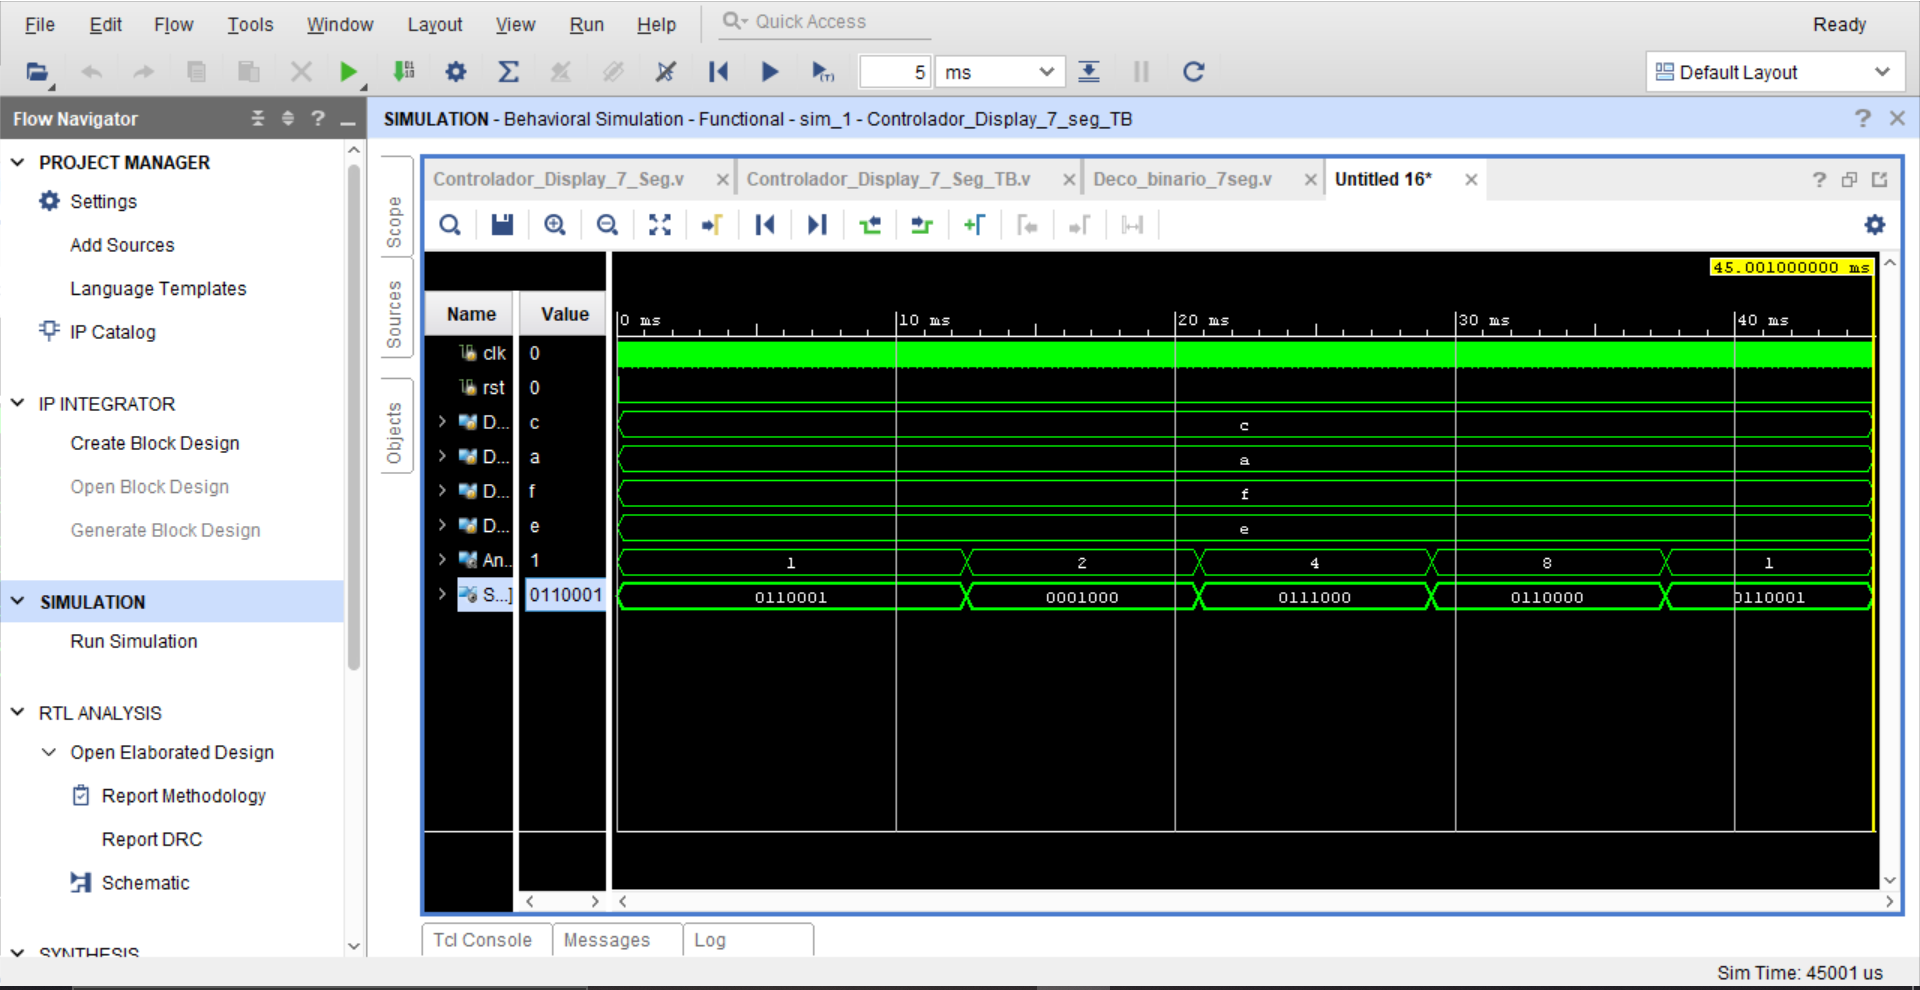 File Edit Flow Tools Window Layout View Run Help Quick Access Ready
5 ms Default Layout
Flow Navigator ? SIMULATION - Behavioral Simulation - Functional - sim_1 - Controlador_Display_7_seg_TB ?
PROJECT MANAGER
Settings
Add Sources
Language Templates
IP Catalog
IP INTEGRATOR
Create Block Design
Open Block Design
Generate Block Design
SIMULATION
Run Simulation
RTL ANALYSIS
Open Elaborated Design
Report Methodology
Report DRC
Schematic
SYNTHESIS
Scope
Sources
Objects
Controlador_Display_7_Seg.v Controlador_Display_7_Seg_TB.v Deco_binario_7seg.v Untitled 16* ?
45.001000000 ms
Name Value 0 ms 10 ms 20 ms 30 ms 40 ms
clk 0
rst 0
D... c c
D... a a
D... f f
D... e e
An... 1 1 2 4 8 1
S...] 0110001 0110001 0001000 0111000 0110000 0110001
Tcl Console Messages Log
Sim Time: 45001 us